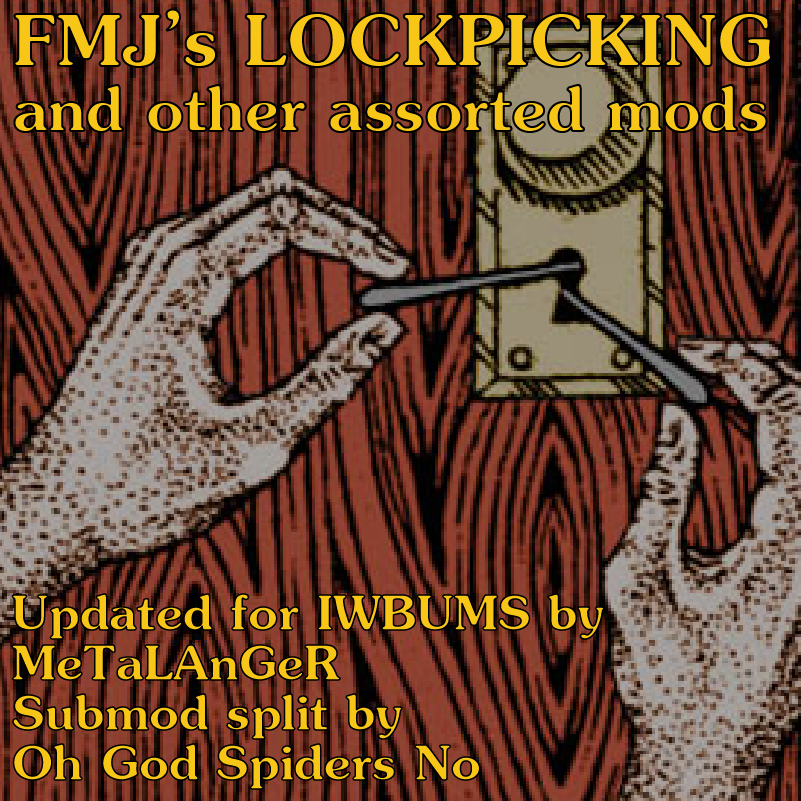 FMJ's LOCKPICKING
and other assorted mods
Updated for IWBUMS by
MeTaLAnGeR
Submod split by
Oh God Spiders No